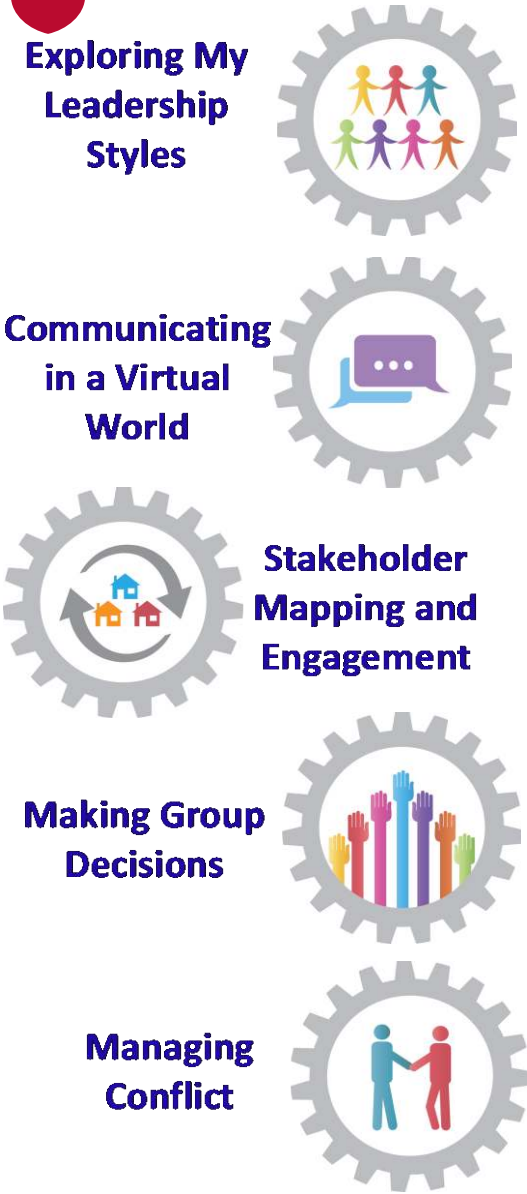 Exploring My
Leadership
Styles
Communicating
in a Virtual
World
Stakeholder
Mapping and
Engagement
Making Group
Decisions
Managing
Conflict